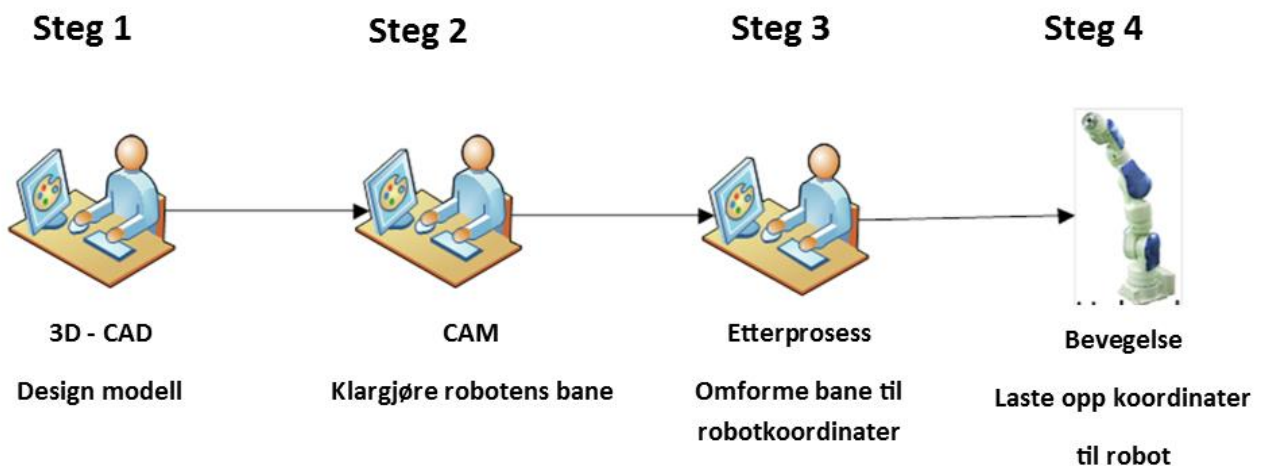 Steg 1
Steg 2
Steg 3
Steg 4
3D - CAD
Design modell
CAM
Klargjøre robotens bane
Etterprosess
Omforme bane til
robotkoordinater
Bevegelse
Laste opp koordinater
til robot